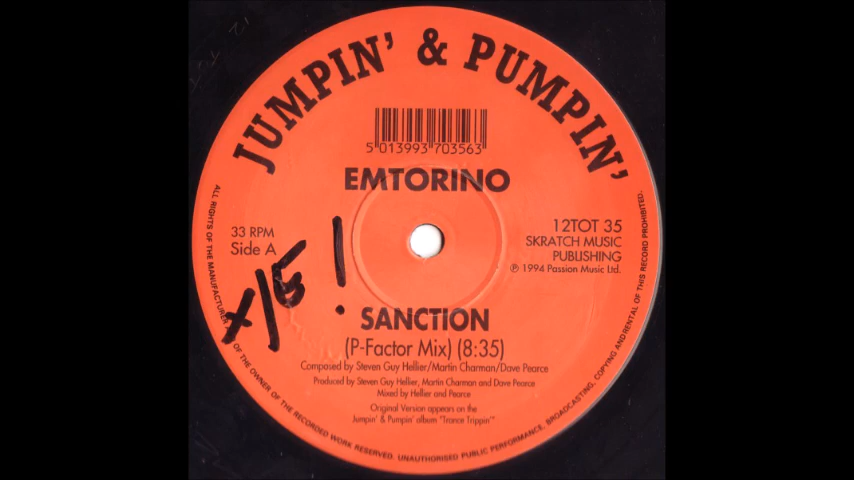 JUMPIN' & PUMPIN'
5 013993 703563
EMTORINO
33 RPM
Side A
12TOT 35
SKRATCH MUSIC
PUBLISHING
℗ 1994 Passion Music Ltd.
x/G !
SANCTION
(P-Factor Mix) (8:35)
Composed by Steven Guy Hellier/Martin Charman/Dave Pearce
Produced by Steven Guy Hellier, Martin Charman and Dave Pearce
Mixed by Hellier and Pearce
Original Version appears on the
Jumpin' & Pumpin' album "Trance Trippin'"
ALL RIGHTS OF THE MANUFACTURER OF THE OWNER OF THE RECORDED WORK RESERVED. UNAUTHORISED PUBLIC PERFORMANCE, BROADCASTING, COPYING AND RENTAL OF THIS RECORD PROHIBITED.